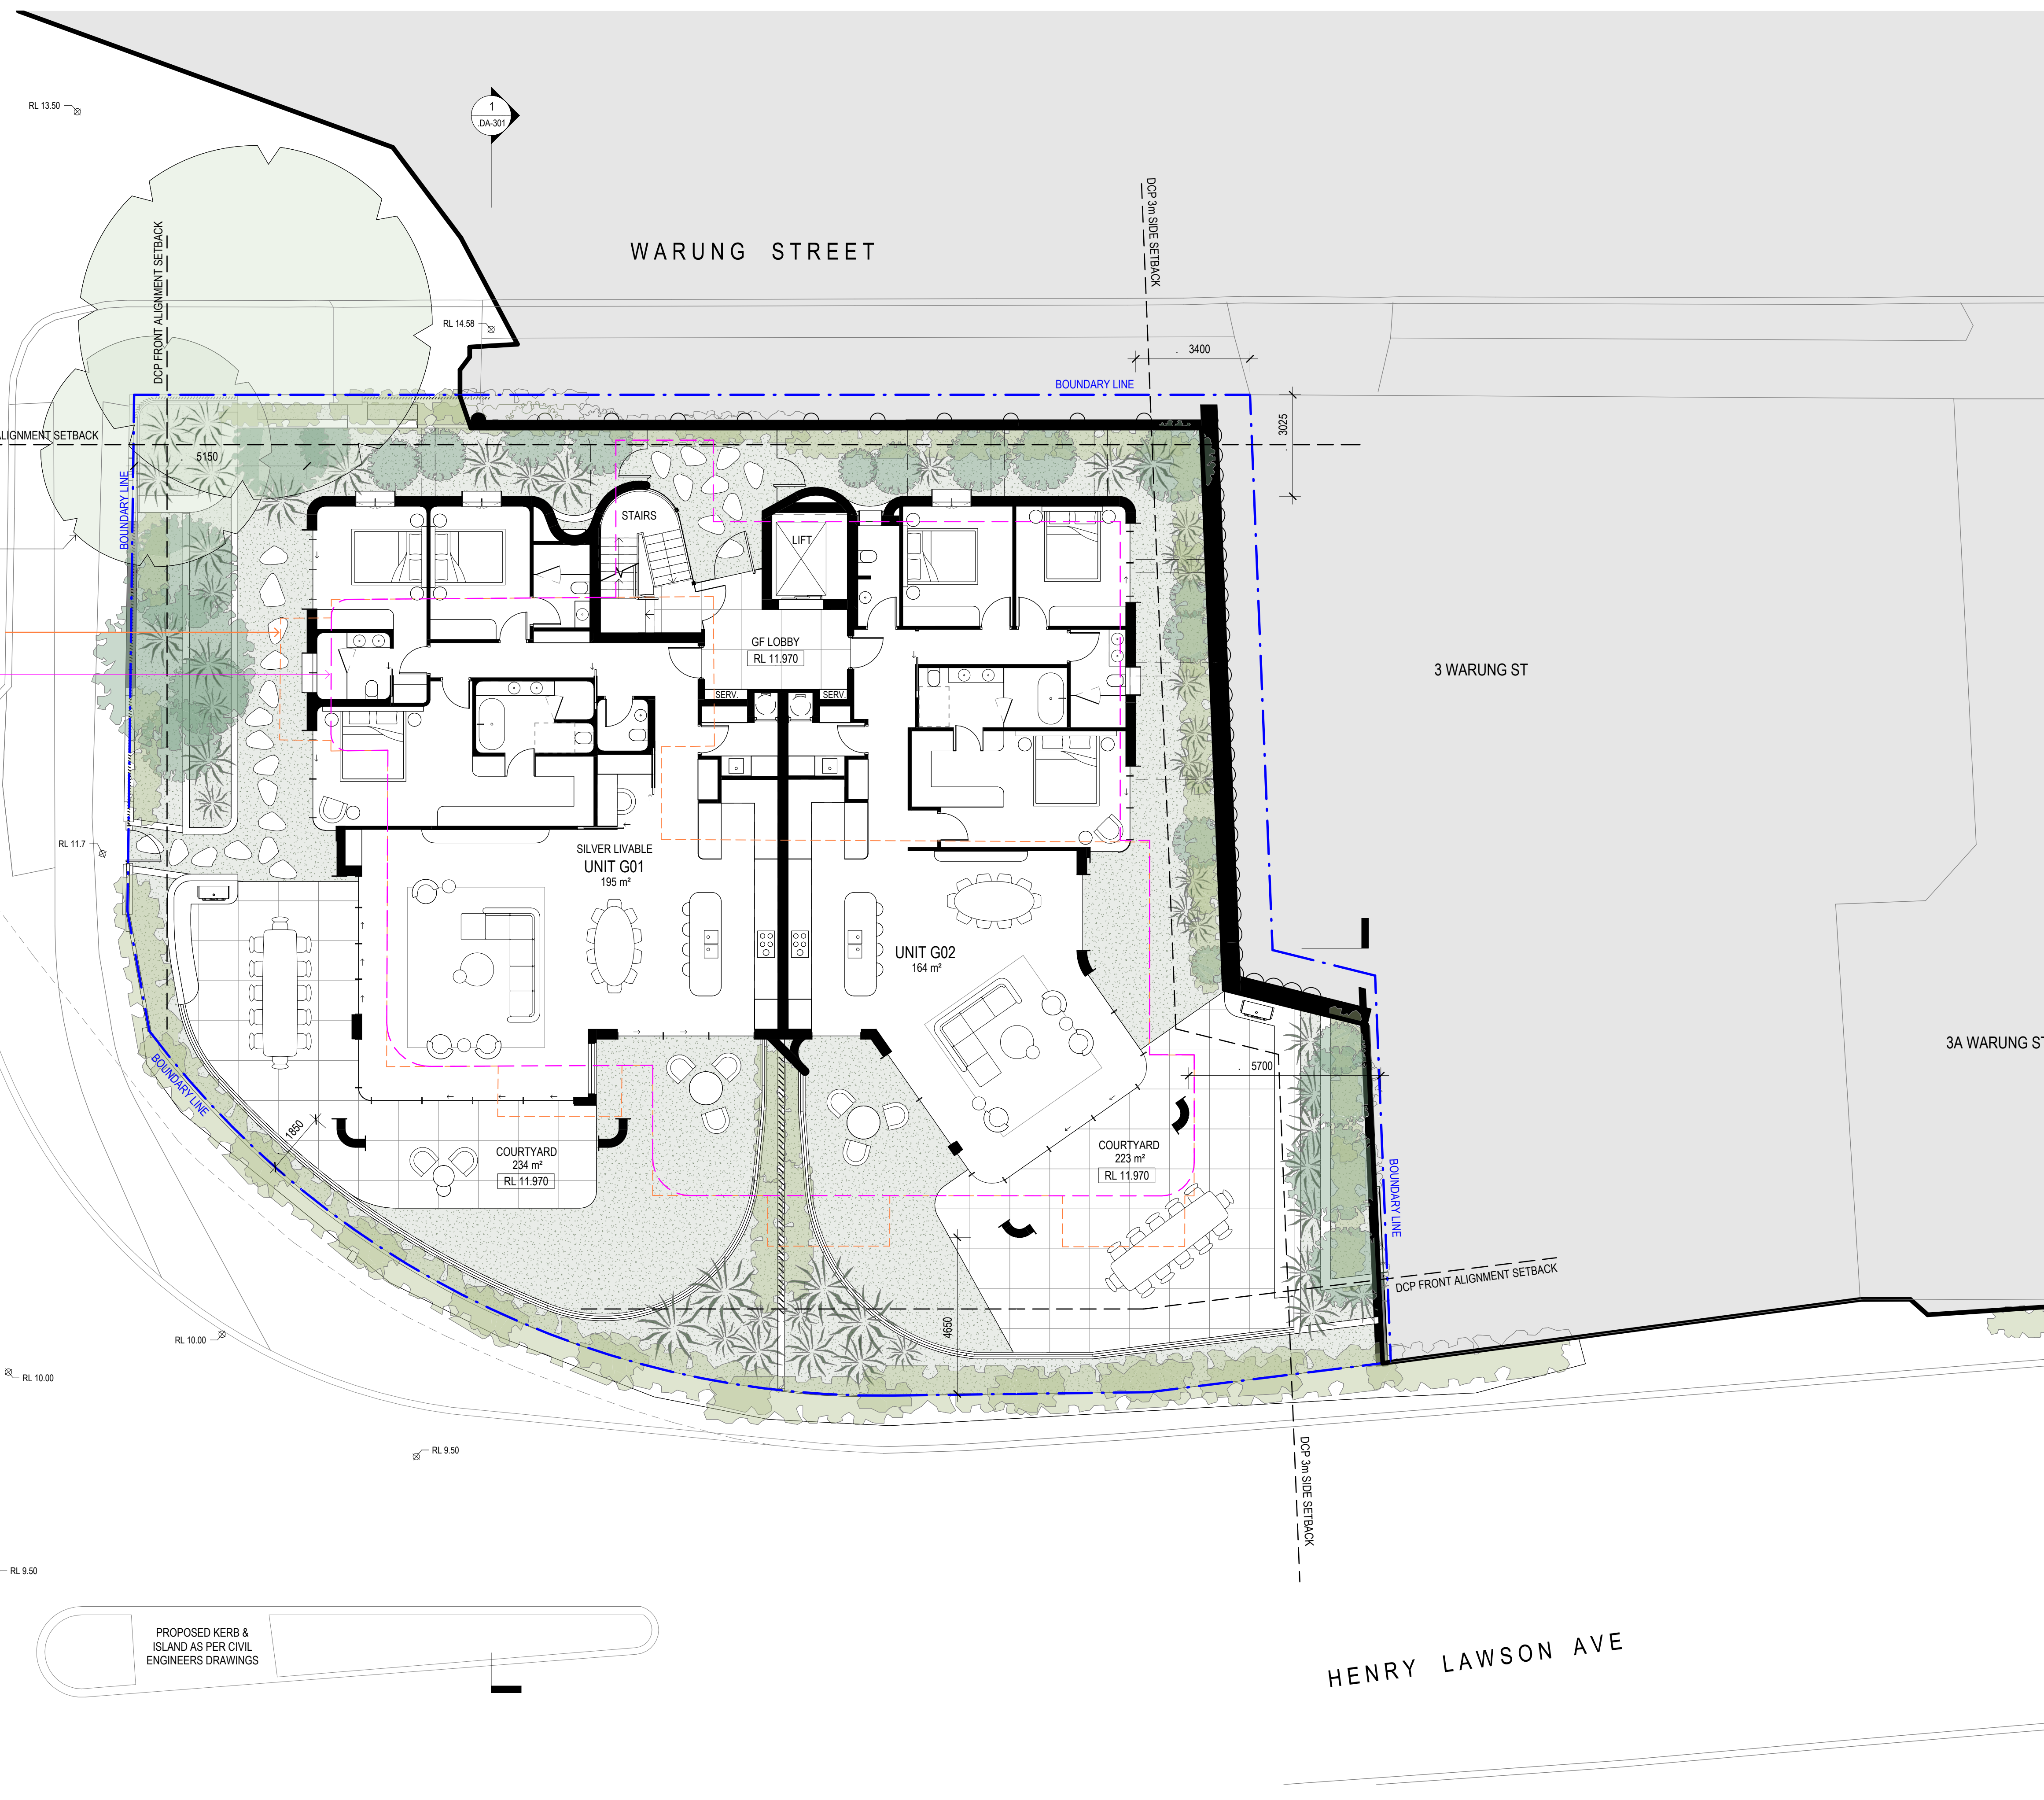 RL 13.50
1
.DA-301
DCP 3m SIDE SETBACK
DCP FRONT ALIGNMENT SETBACK
WARUNG STREET
RL 14.58
3400
BOUNDARY LINE
3025
ALIGNMENT SETBACK
5150
BOUNDARY LINE
STAIRS
LIFT
GF LOBBY
RL 11.970
3 WARUNG ST
SERV.
SERV.
RL 11.7
SILVER LIVABLE
UNIT G01
195 m²
UNIT G02
164 m²
3A WARUNG ST
BOUNDARY LINE
5700
1850
COURTYARD
234 m²
RL 11.970
COURTYARD
223 m²
RL 11.970
BOUNDARY LINE
DCP FRONT ALIGNMENT SETBACK
4650
RL 10.00
RL 10.00
RL 9.50
DCP 3m SIDE SETBACK
RL 9.50
PROPOSED KERB &
ISLAND AS PER CIVIL
ENGINEERS DRAWINGS
HENRY LAWSON AVE